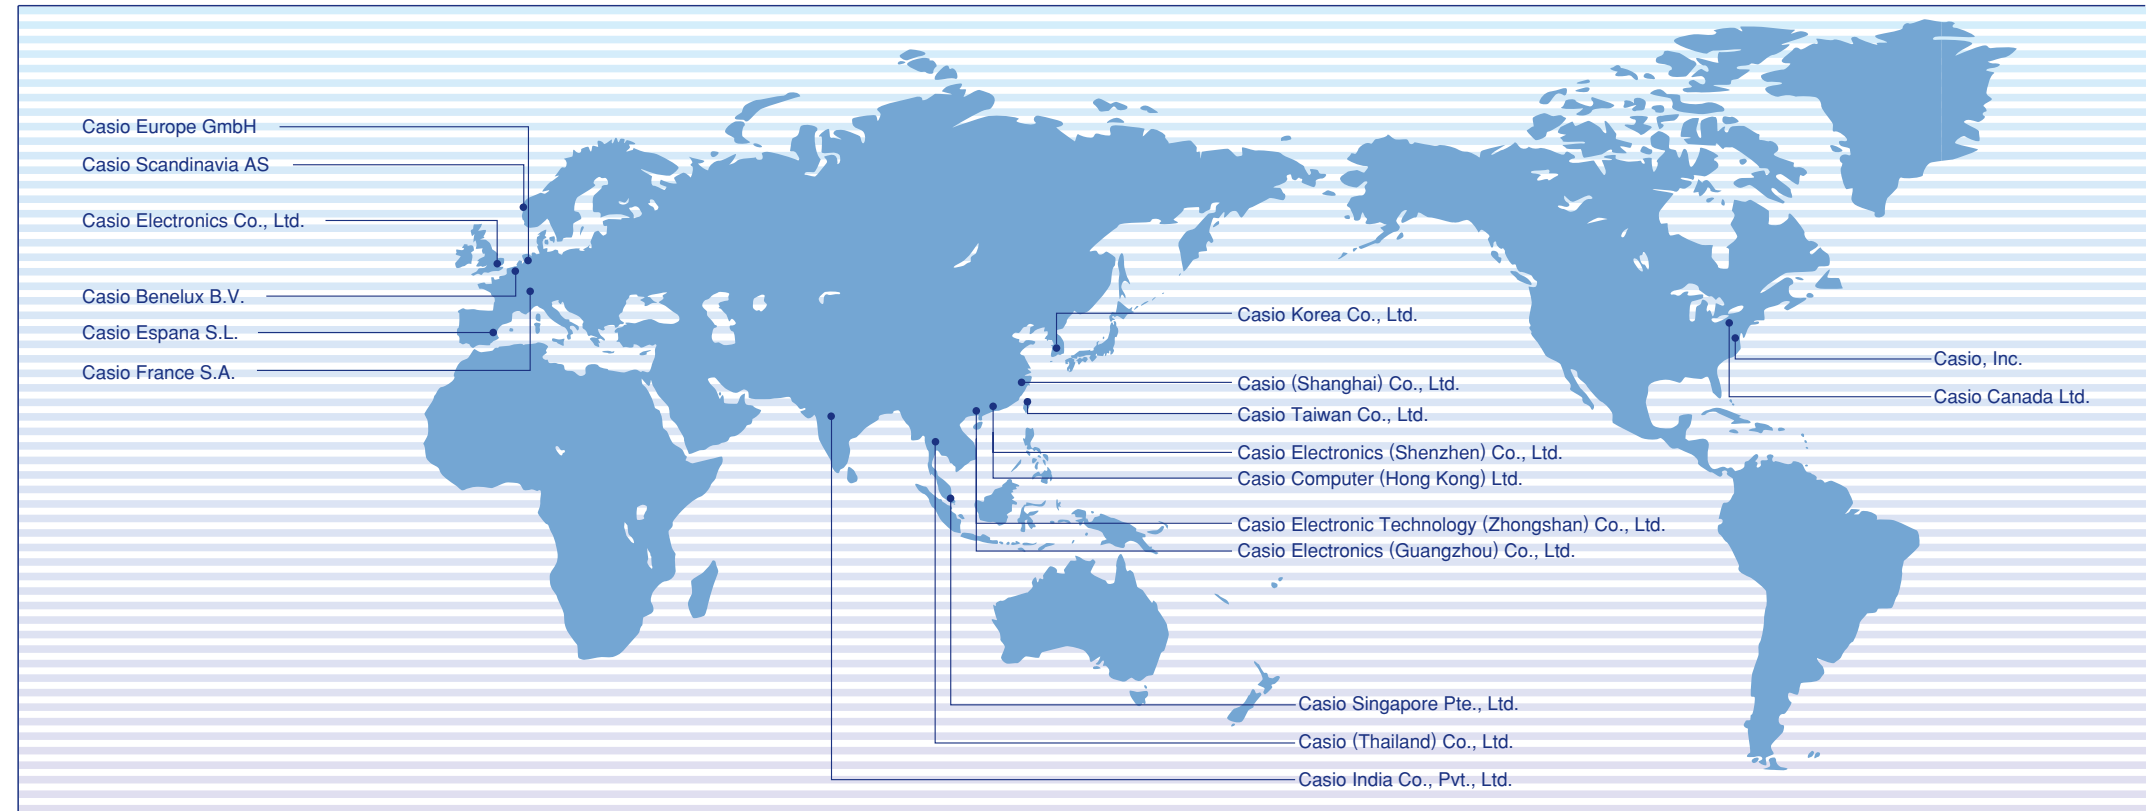 Casio Europe GmbH
Casio Scandinavia AS
Casio Electronics Co., Ltd.
Casio Benelux B.V.
Casio Espana S.L.
Casio France S.A.
Casio Korea Co., Ltd.
Casio (Shanghai) Co., Ltd.
Casio Taiwan Co., Ltd.
Casio Electronics (Shenzhen) Co., Ltd.
Casio Computer (Hong Kong) Ltd.
Casio Electronic Technology (Zhongshan) Co., Ltd.
Casio Electronics (Guangzhou) Co., Ltd.
Casio Singapore Pte., Ltd.
Casio (Thailand) Co., Ltd.
Casio India Co., Pvt., Ltd.
Casio, Inc.
Casio Canada Ltd.